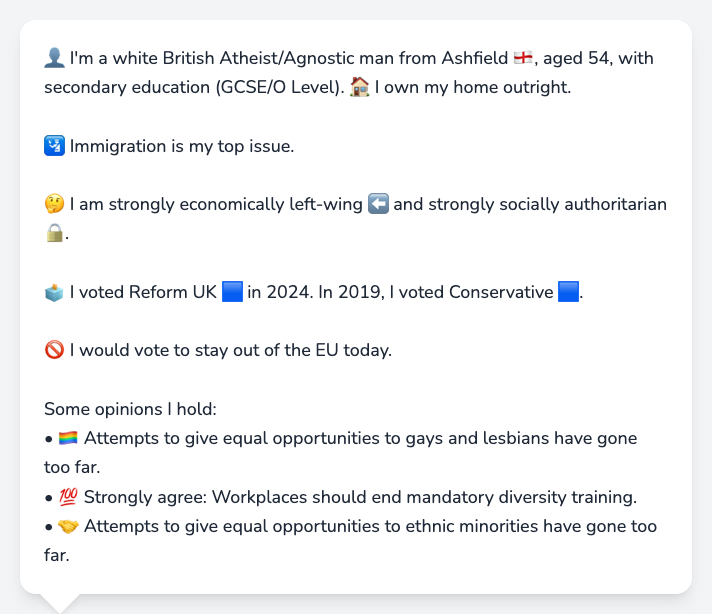 👤 I'm a white British Atheist/Agnostic man from Ashfield 🏴󠁧󠁢󠁥󠁮󠁧󠁿, aged 54, with
secondary education (GCSE/O Level). 🏠 I own my home outright.
🛂 Immigration is my top issue.
🤔 I am strongly economically left-wing ⬅️ and strongly socially authoritarian
🔒.
🗳️ I voted Reform UK 🟦 in 2024. In 2019, I voted Conservative 🟦.
🚫 I would vote to stay out of the EU today.
Some opinions I hold:
• 🏳️‍🌈 Attempts to give equal opportunities to gays and lesbians have gone
too far.
• 💯 Strongly agree: Workplaces should end mandatory diversity training.
• 🤝 Attempts to give equal opportunities to ethnic minorities have gone too
far.